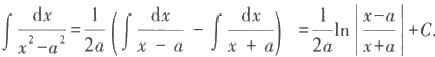 ∫ dx/(x²−a²) = 1/(2a) (∫ dx/(x − a) − ∫ dx/(x + a)) = 1/(2a) ln |(x−a)/(x+a)| +C.